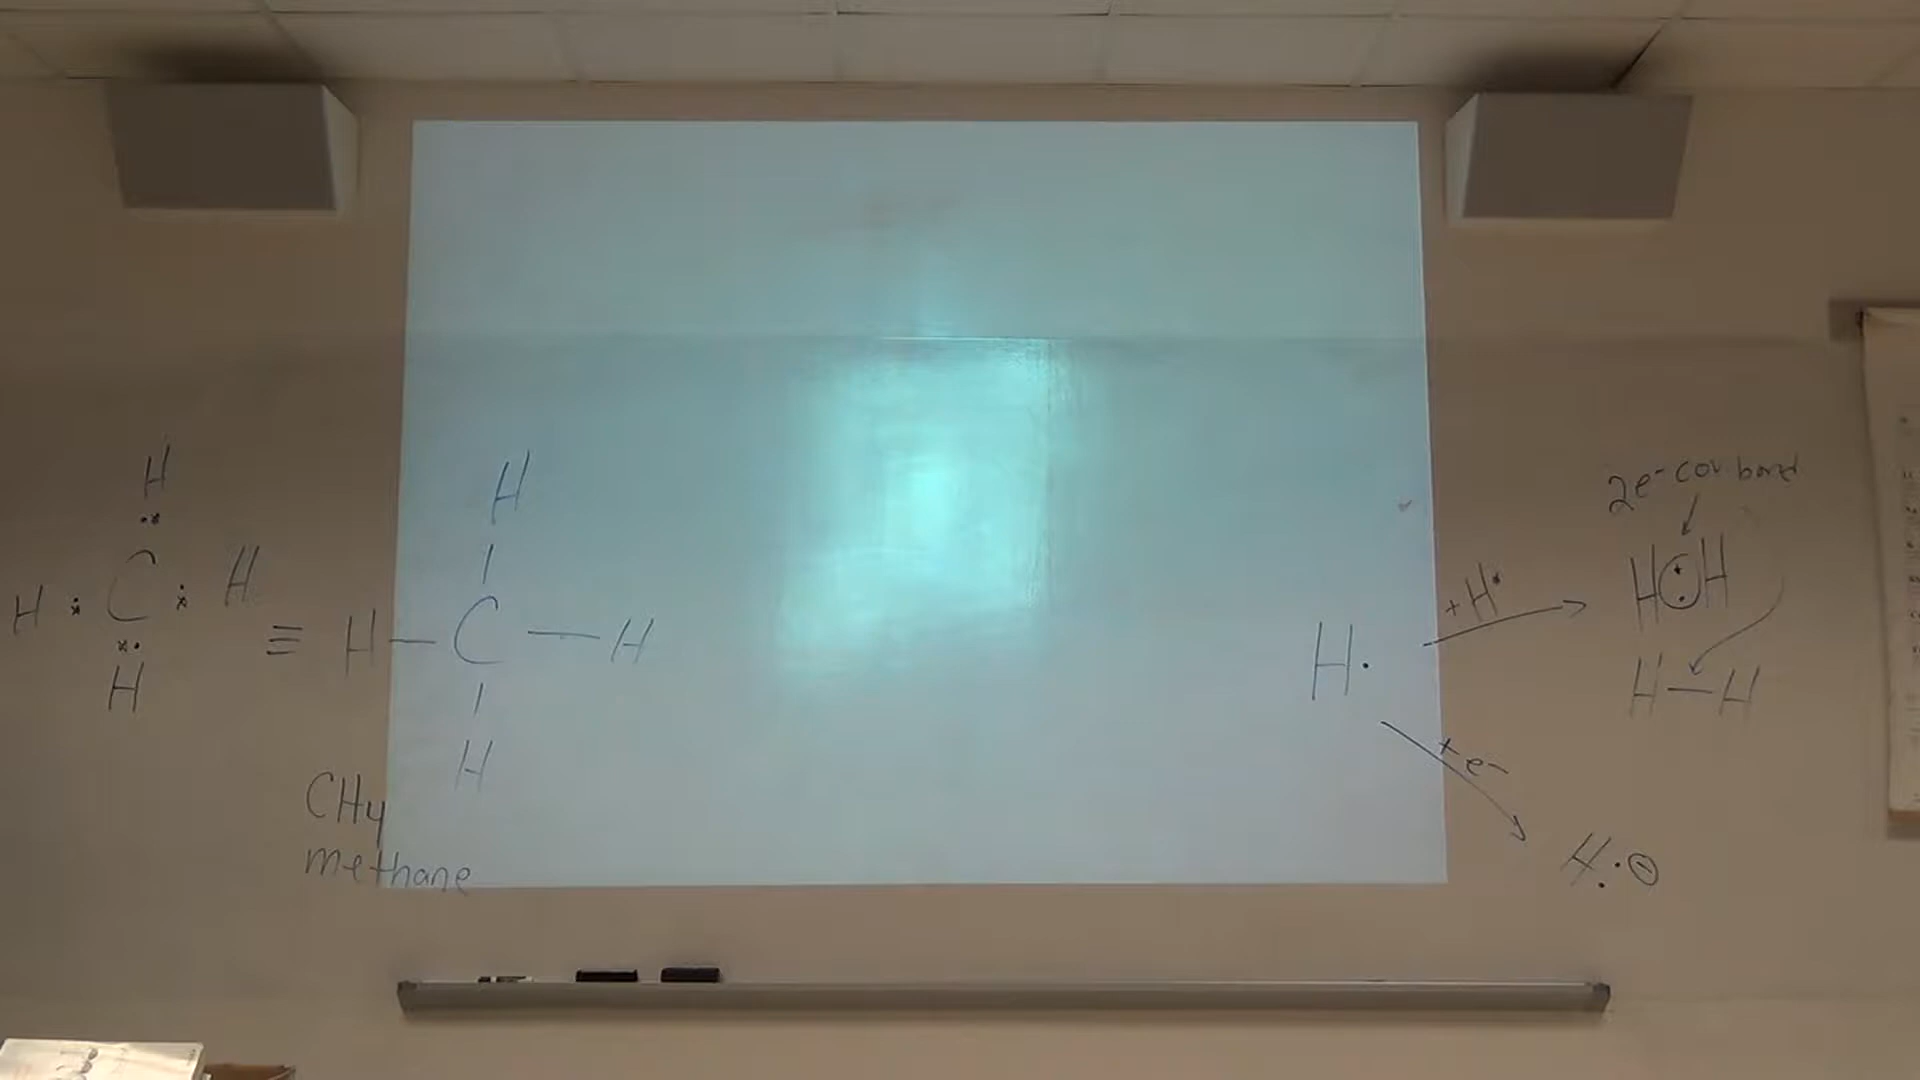 H
H : C : H
H
≡
H
|
H — C — H
|
H
CH4
methane
H·
+H·
2e- cov bond
H : H
H — H
+ e-
H : ⊖